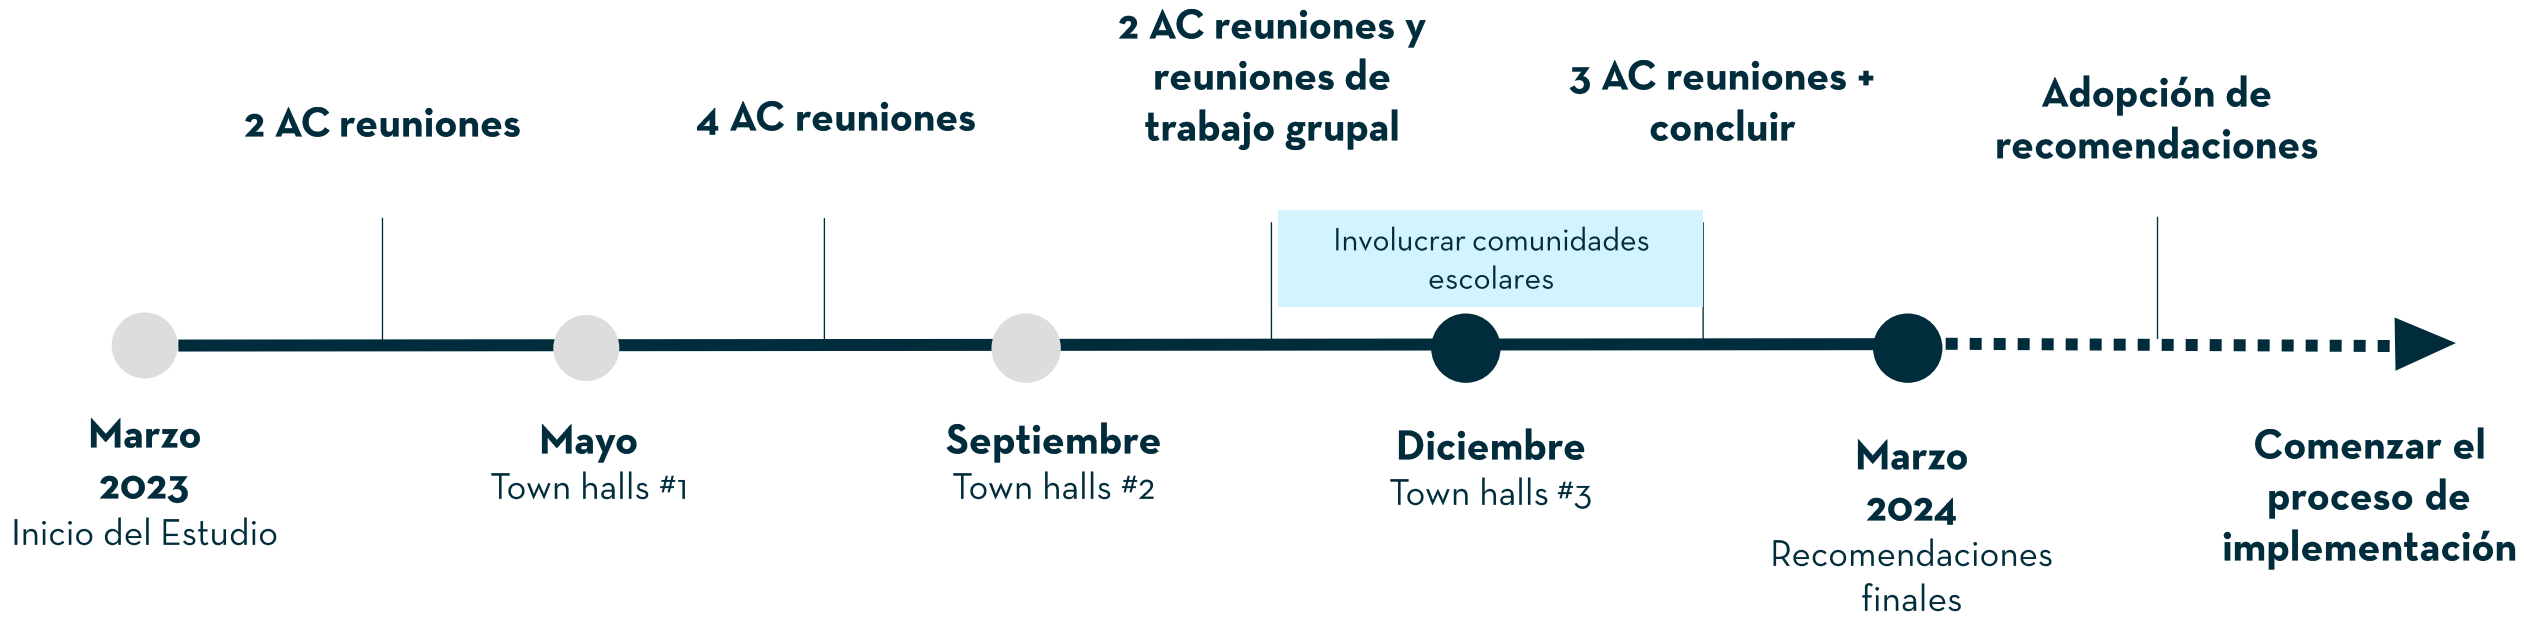 2 AC reuniones
4 AC reuniones
2 AC reuniones y
reuniones de
trabajo grupal
3 AC reuniones +
concluir
Adopción de
recomendaciones
Involucrar comunidades
escolares
Marzo
2023
Inicio del Estudio
Mayo
Town halls #1
Septiembre
Town halls #2
Diciembre
Town halls #3
Marzo
2024
Recomendaciones
finales
Comenzar el
proceso de
implementación